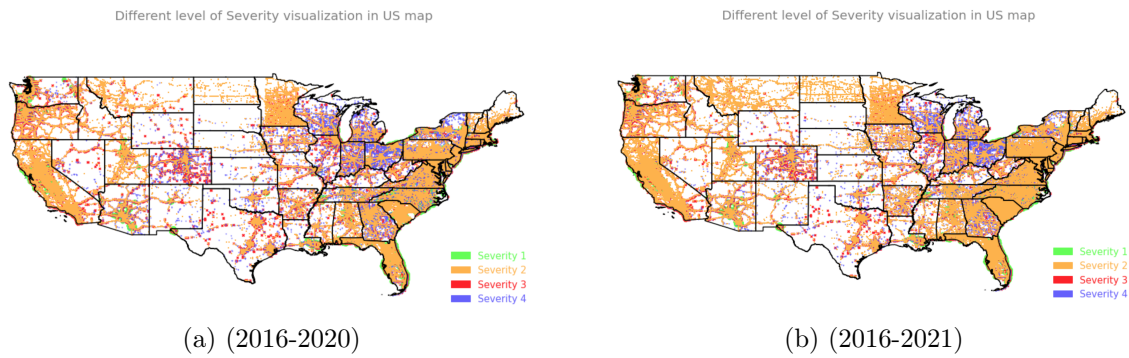 Different level of Severity visualization in US map
Severity 1
Severity 2
Severity 3
Severity 4
(a) (2016-2020)
Different level of Severity visualization in US map
Severity 1
Severity 2
Severity 3
Severity 4
(b) (2016-2021)